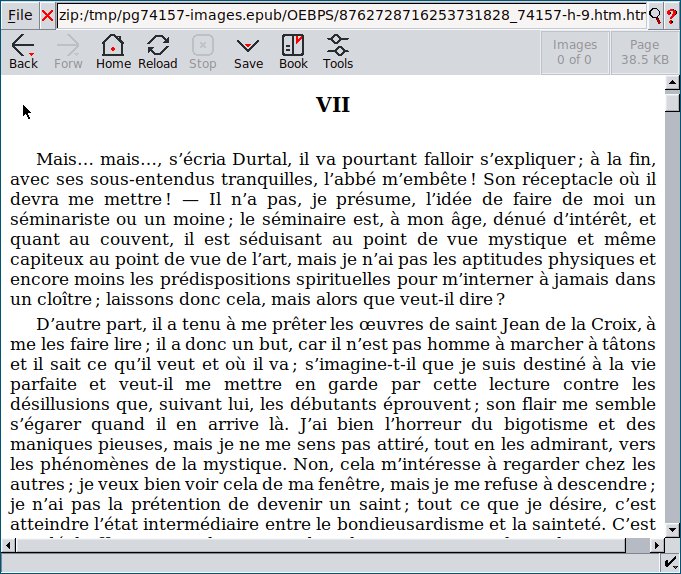 File
zip:/tmp/pg74157-images.epub/OEBPS/8762728716253731828_74157-h-9.htm.htm
Back Forw Home Reload Stop Save Book Tools
Images
0 of 0
Page
38.5 KB
VII
Mais… mais…, s’écria Durtal, il va pourtant falloir s’expliquer ; à la fin,
avec ses sous-entendus tranquilles, l’abbé m’embête ! Son réceptacle où il
devra me mettre ! — Il n’a pas, je présume, l’idée de faire de moi un
séminariste ou un moine ; le séminaire est, à mon âge, dénué d’intérêt, et
quant au couvent, il est séduisant au point de vue mystique et même
capiteux au point de vue de l’art, mais je n’ai pas les aptitudes physiques et
encore moins les prédispositions spirituelles pour m’interner à jamais dans
un cloître ; laissons donc cela, mais alors que veut-il dire ?
D’autre part, il a tenu à me prêter les œuvres de saint Jean de la Croix, à
me les faire lire ; il a donc un but, car il n’est pas homme à marcher à tâtons
et il sait ce qu’il veut et où il va ; s’imagine-t-il que je suis destiné à la vie
parfaite et veut-il me mettre en garde par cette lecture contre les
désillusions que, suivant lui, les débutants éprouvent ; son flair me semble
s’égarer quand il en arrive là. J’ai bien l’horreur du bigotisme et des
maniques pieuses, mais je ne me sens pas attiré, tout en les admirant, vers
les phénomènes de la mystique. Non, cela m’intéresse à regarder chez les
autres ; je veux bien voir cela de ma fenêtre, mais je me refuse à descendre ;
je n’ai pas la prétention de devenir un saint ; tout ce que je désire, c’est
atteindre l’état intermédiaire entre le bondieusardisme et la sainteté. C’est